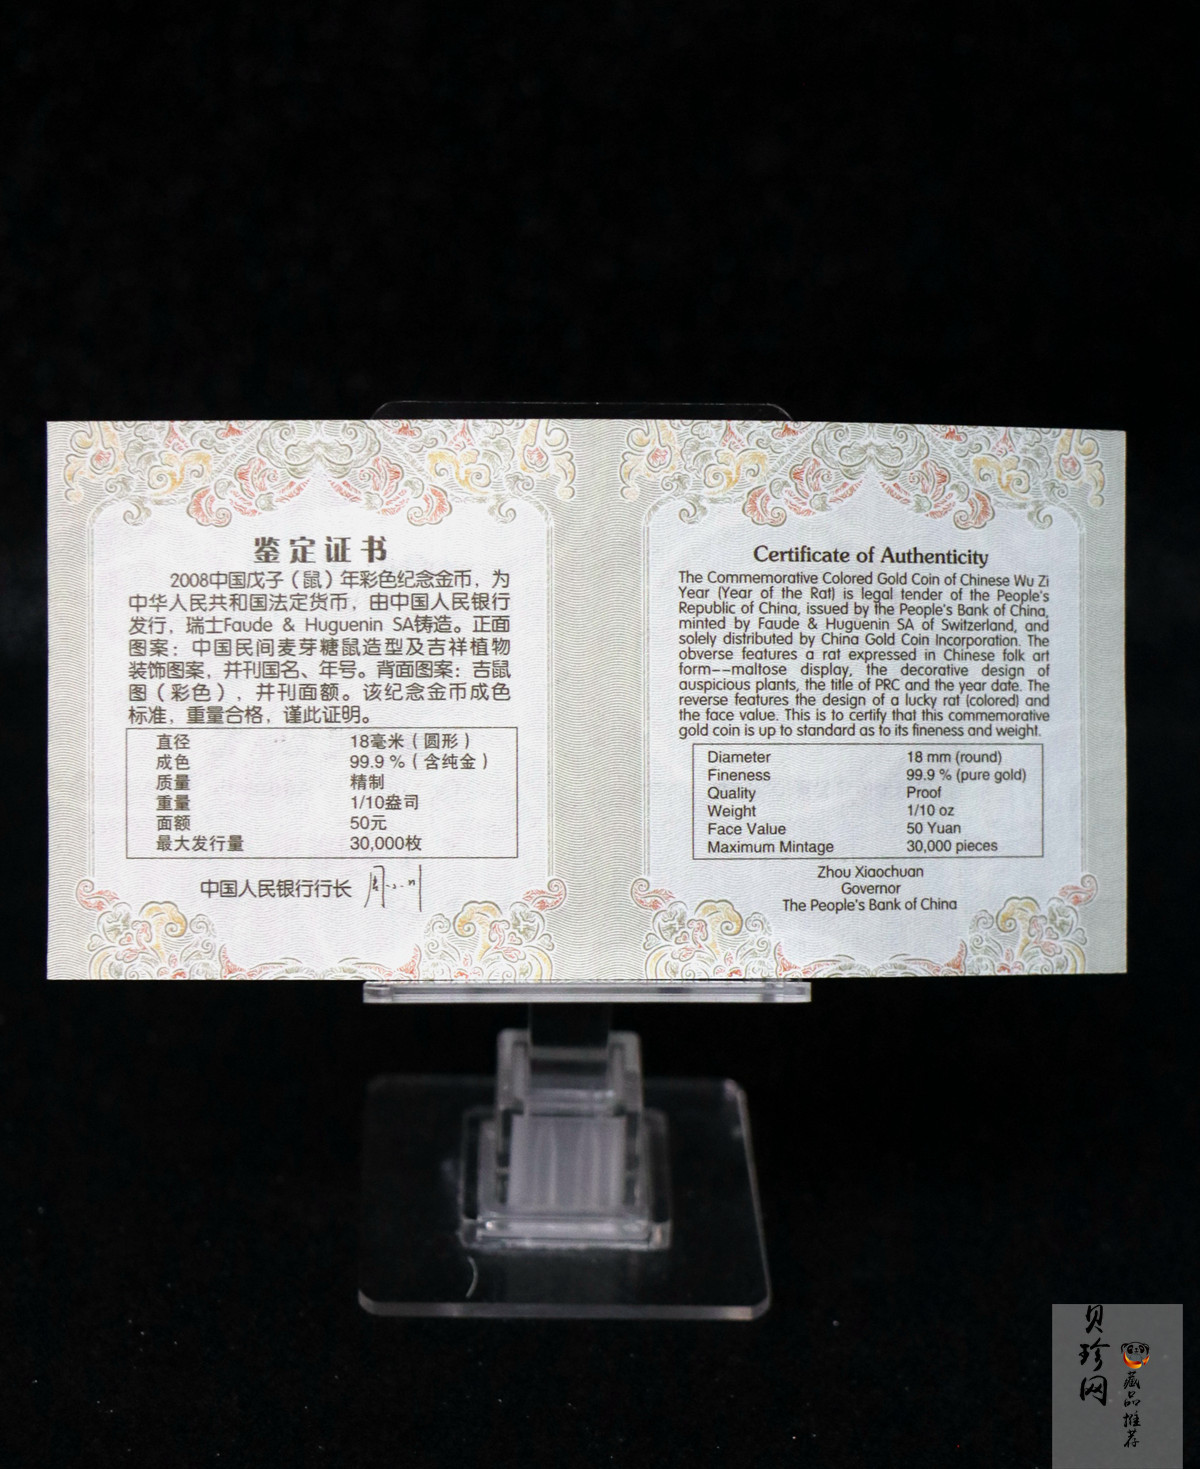 鉴定证书
2008中国戊子（鼠）年彩色纪念金币，为
中华人民共和国法定货币，由中国人民银行
发行，瑞士Faude & Huguenin SA铸造。正面
图案：中国民间麦芽糖鼠造型及吉祥植物
装饰图案，并刊国名、年号。背面图案：吉鼠
图（彩色），并刊面额。该纪念金币成色
标准，重量合格，谨此证明。
直径 18毫米（圆形）
成色 99.9％（含纯金）
质量 精制
重量 1/10盎司
面额 50元
最大发行量 30,000枚
中国人民银行行长
Certificate of Authenticity
The Commemorative Colored Gold Coin of Chinese Wu Zi
Year (Year of the Rat) is legal tender of the People's
Republic of China, issued by the People's Bank of China,
minted by Faude & Huguenin SA of Switzerland, and
solely distributed by China Gold Coin Incorporation. The
obverse features a rat expressed in Chinese folk art
form--maltose display, the decorative design of
auspicious plants, the title of PRC and the year date. The
reverse features the design of a lucky rat (colored) and
the face value. This is to certify that this commemorative
gold coin is up to standard as to its fineness and weight.
Diameter 18 mm (round)
Fineness 99.9 % (pure gold)
Quality Proof
Weight 1/10 oz
Face Value 50 Yuan
Maximum Mintage 30,000 pieces
Zhou Xiaochuan
Governor
The People's Bank of China
贝珍网
藏品推荐